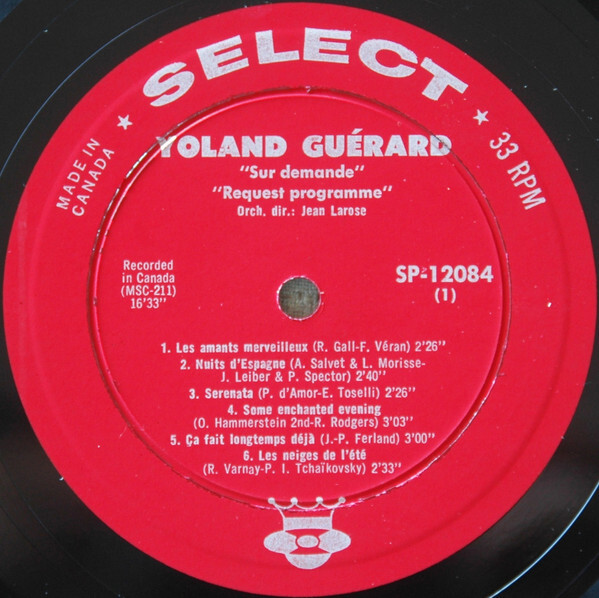 ★ SELECT ★
MADE IN
CANADA
33 RPM
YOLAND GUÉRARD
"Sur demande"
"Request programme"
Orch. dir.: Jean Larose
Recorded
in Canada
(MSC-211)
16'33"
SP-12084
(1)
1. Les amants merveilleux (R. Gall-F. Véran) 2'26"
2. Nuits d'Espagne (A. Salvet & L. Morisse-
J. Leiber & P. Spector) 2'40"
3. Serenata (P. d'Amor-E. Toselli) 2'26"
4. Some enchanted evening
(O. Hammerstein 2nd-R. Rodgers) 3'03"
5. Ça fait longtemps déjà (J.-P. Ferland) 3'00"
6. Les neiges de l'été
(R. Varnay-P. I. Tchaïkovsky) 2'33"